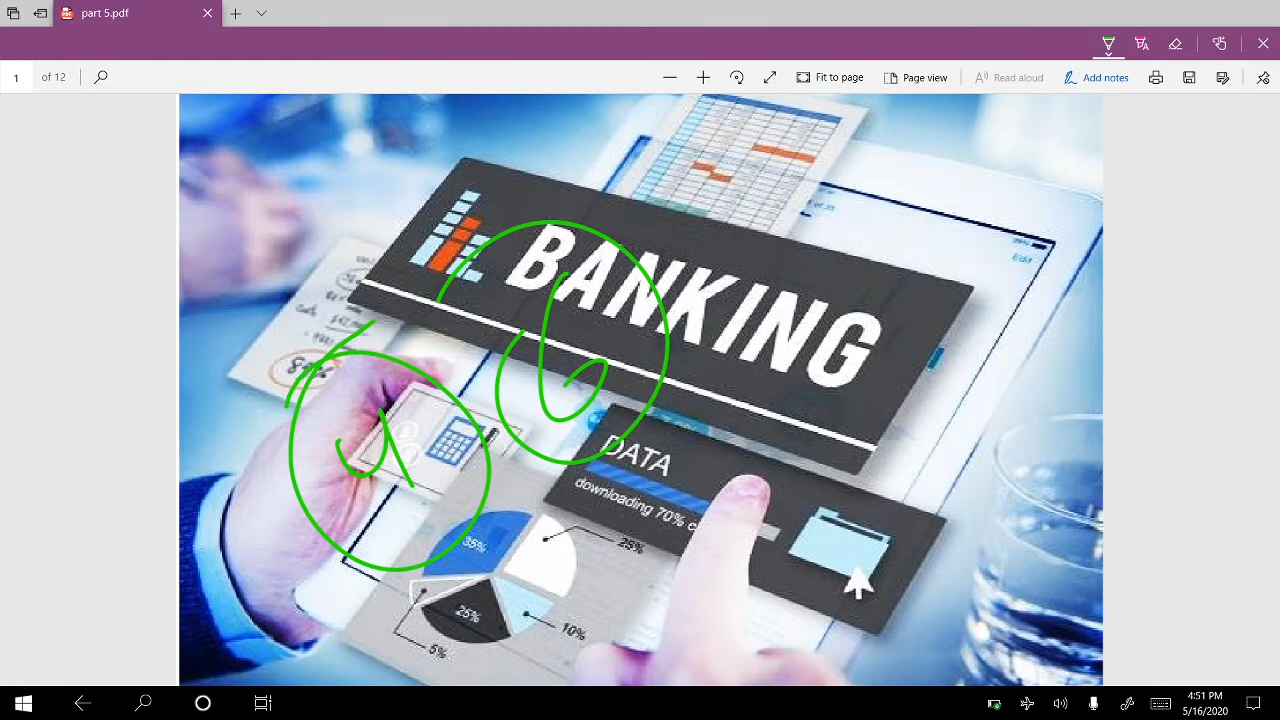 part 5.pdf
1 of 12
Fit to page
Page view
Read aloud
Add notes
BANKING
Edit
DATA
downloading 70% c
35%
25%
25%
10%
5%
4:51 PM
5/16/2020